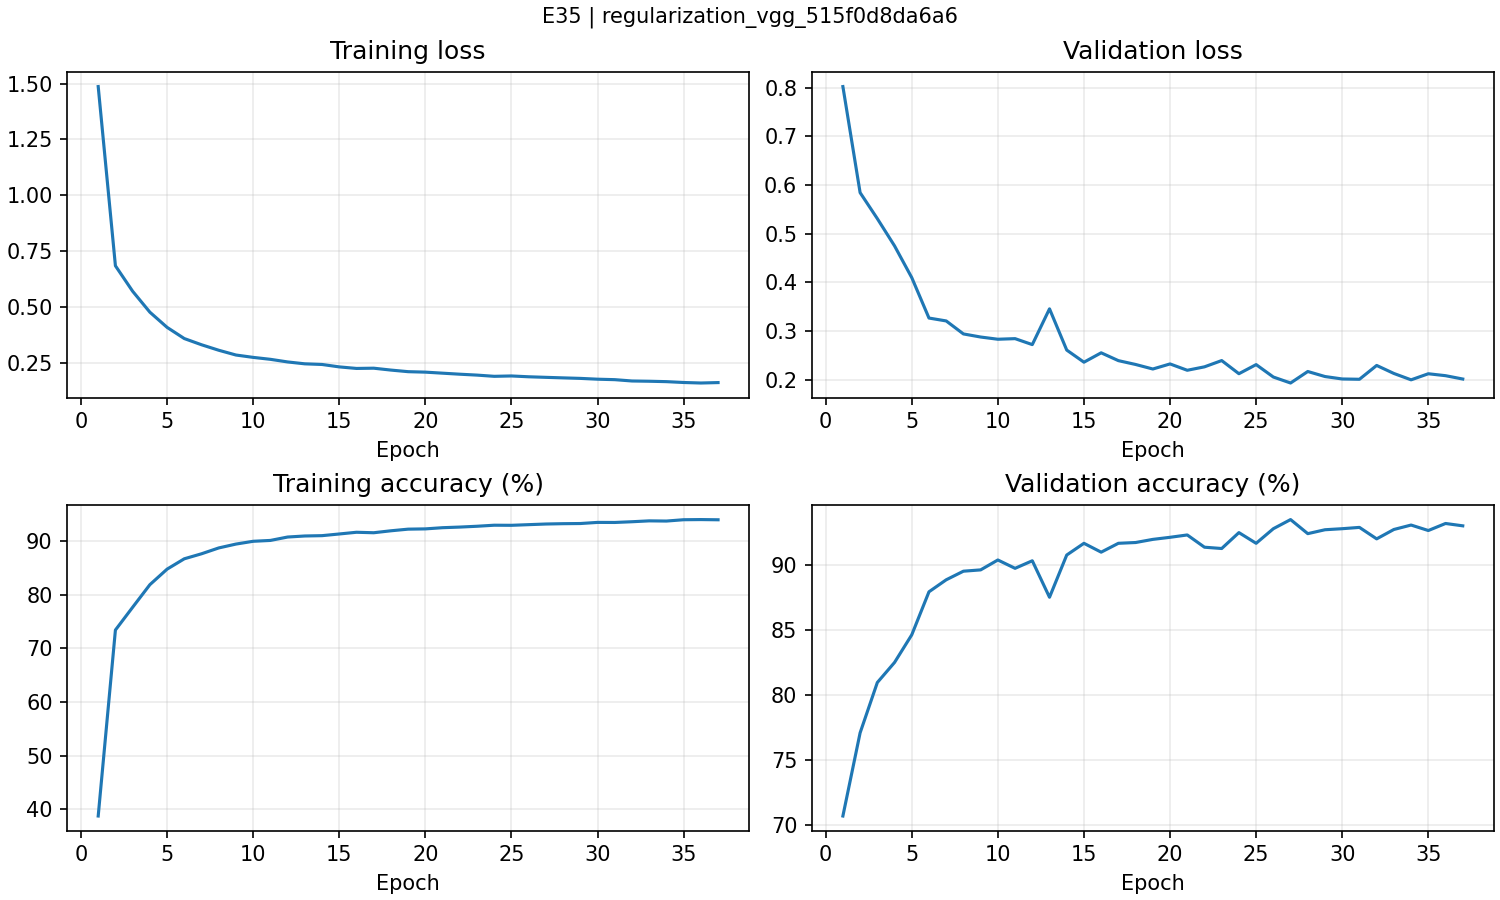 E35 | regularization_vgg_515f0d8da6a6
Training loss
1.50
1.25
1.00
0.75
0.50
0.25
0 5 10 15 20 25 30 35
Epoch
Validation loss
0.8
0.7
0.6
0.5
0.4
0.3
0.2
0 5 10 15 20 25 30 35
Epoch
Training accuracy (%)
90
80
70
60
50
40
0 5 10 15 20 25 30 35
Epoch
Validation accuracy (%)
90
85
80
75
70
0 5 10 15 20 25 30 35
Epoch